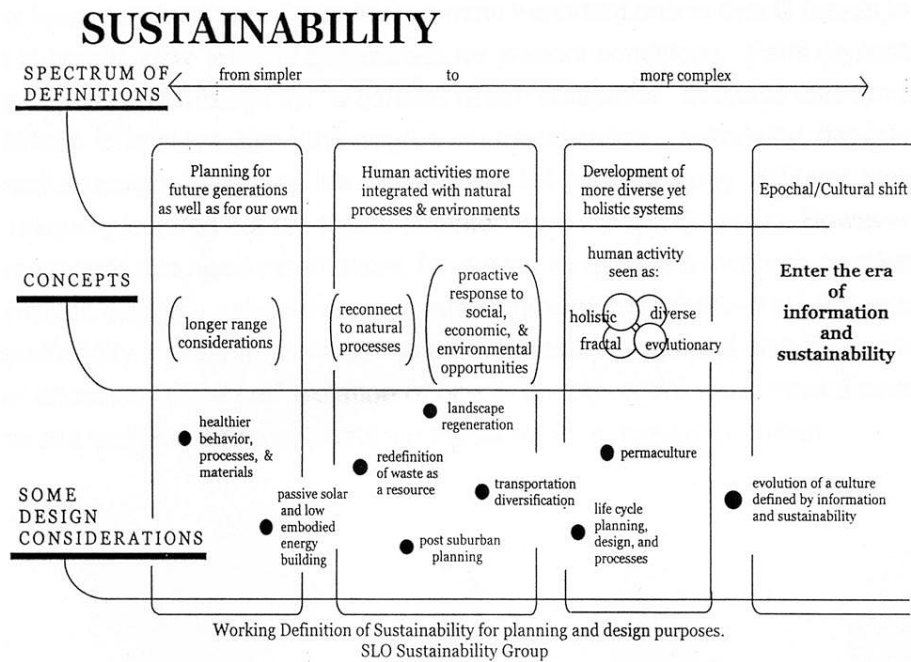 SUSTAINABILITY
SPECTRUM OF
DEFINITIONS
from simpler to more complex
Planning for
future generations
as well as for our own
Human activities more
integrated with natural
processes & environments
Development of
more diverse yet
holistic systems
Epochal/Cultural shift
CONCEPTS
longer range
considerations
reconnect
to natural
processes
proactive
response to
social,
economic, &
environmental
opportunities
human activity
seen as:
holistic
diverse
fractal
evolutionary
Enter the era
of
information
and
sustainability
SOME
DESIGN
CONSIDERATIONS
healthier
behavior,
processes, &
materials
passive solar
and low
embodied
energy
building
landscape
regeneration
redefinition
of waste as
a resource
transportation
diversification
post suburban
planning
permaculture
life cycle
planning,
design, and
processes
evolution of a culture
defined by information
and sustainability
Working Definition of Sustainability for planning and design purposes.
SLO Sustainability Group